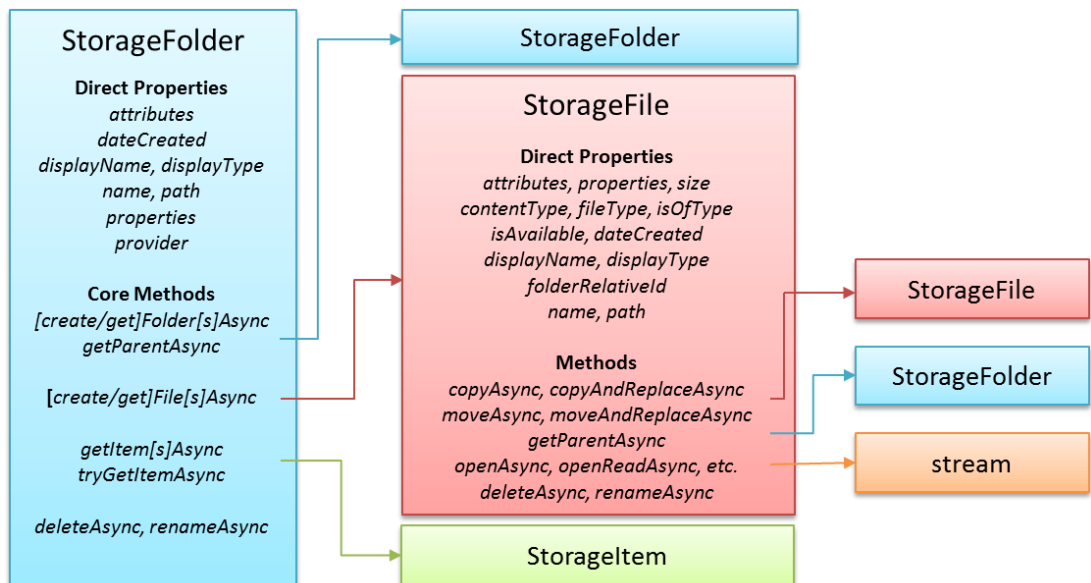 StorageFolder
Direct Properties
attributes
dateCreated
displayName, displayType
name, path
properties
provider
Core Methods
[create/get]Folder[s]Async
getParentAsync
[create/get]File[s]Async
getItem[s]Async
tryGetItemAsync
deleteAsync, renameAsync
StorageFolder
StorageFile
Direct Properties
attributes, properties, size
contentType, fileType, isOfType
isAvailable, dateCreated
displayName, displayType
folderRelativeId
name, path
Methods
copyAsync, copyAndReplaceAsync
moveAsync, moveAndReplaceAsync
getParentAsync
openAsync, openReadAsync, etc.
deleteAsync, renameAsync
StorageItem
StorageFile
StorageFolder
stream